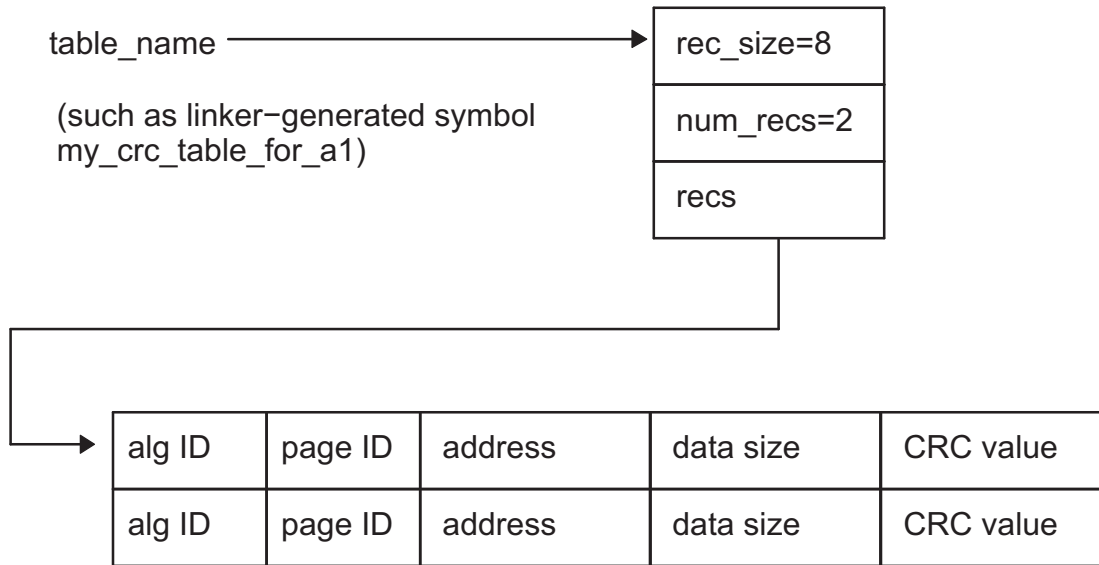 table_name
rec_size=8
(such as linker−generated symbol
my_crc_table_for_a1)
num_recs=2
recs
alg ID page ID address data size CRC value
alg ID page ID address data size CRC value